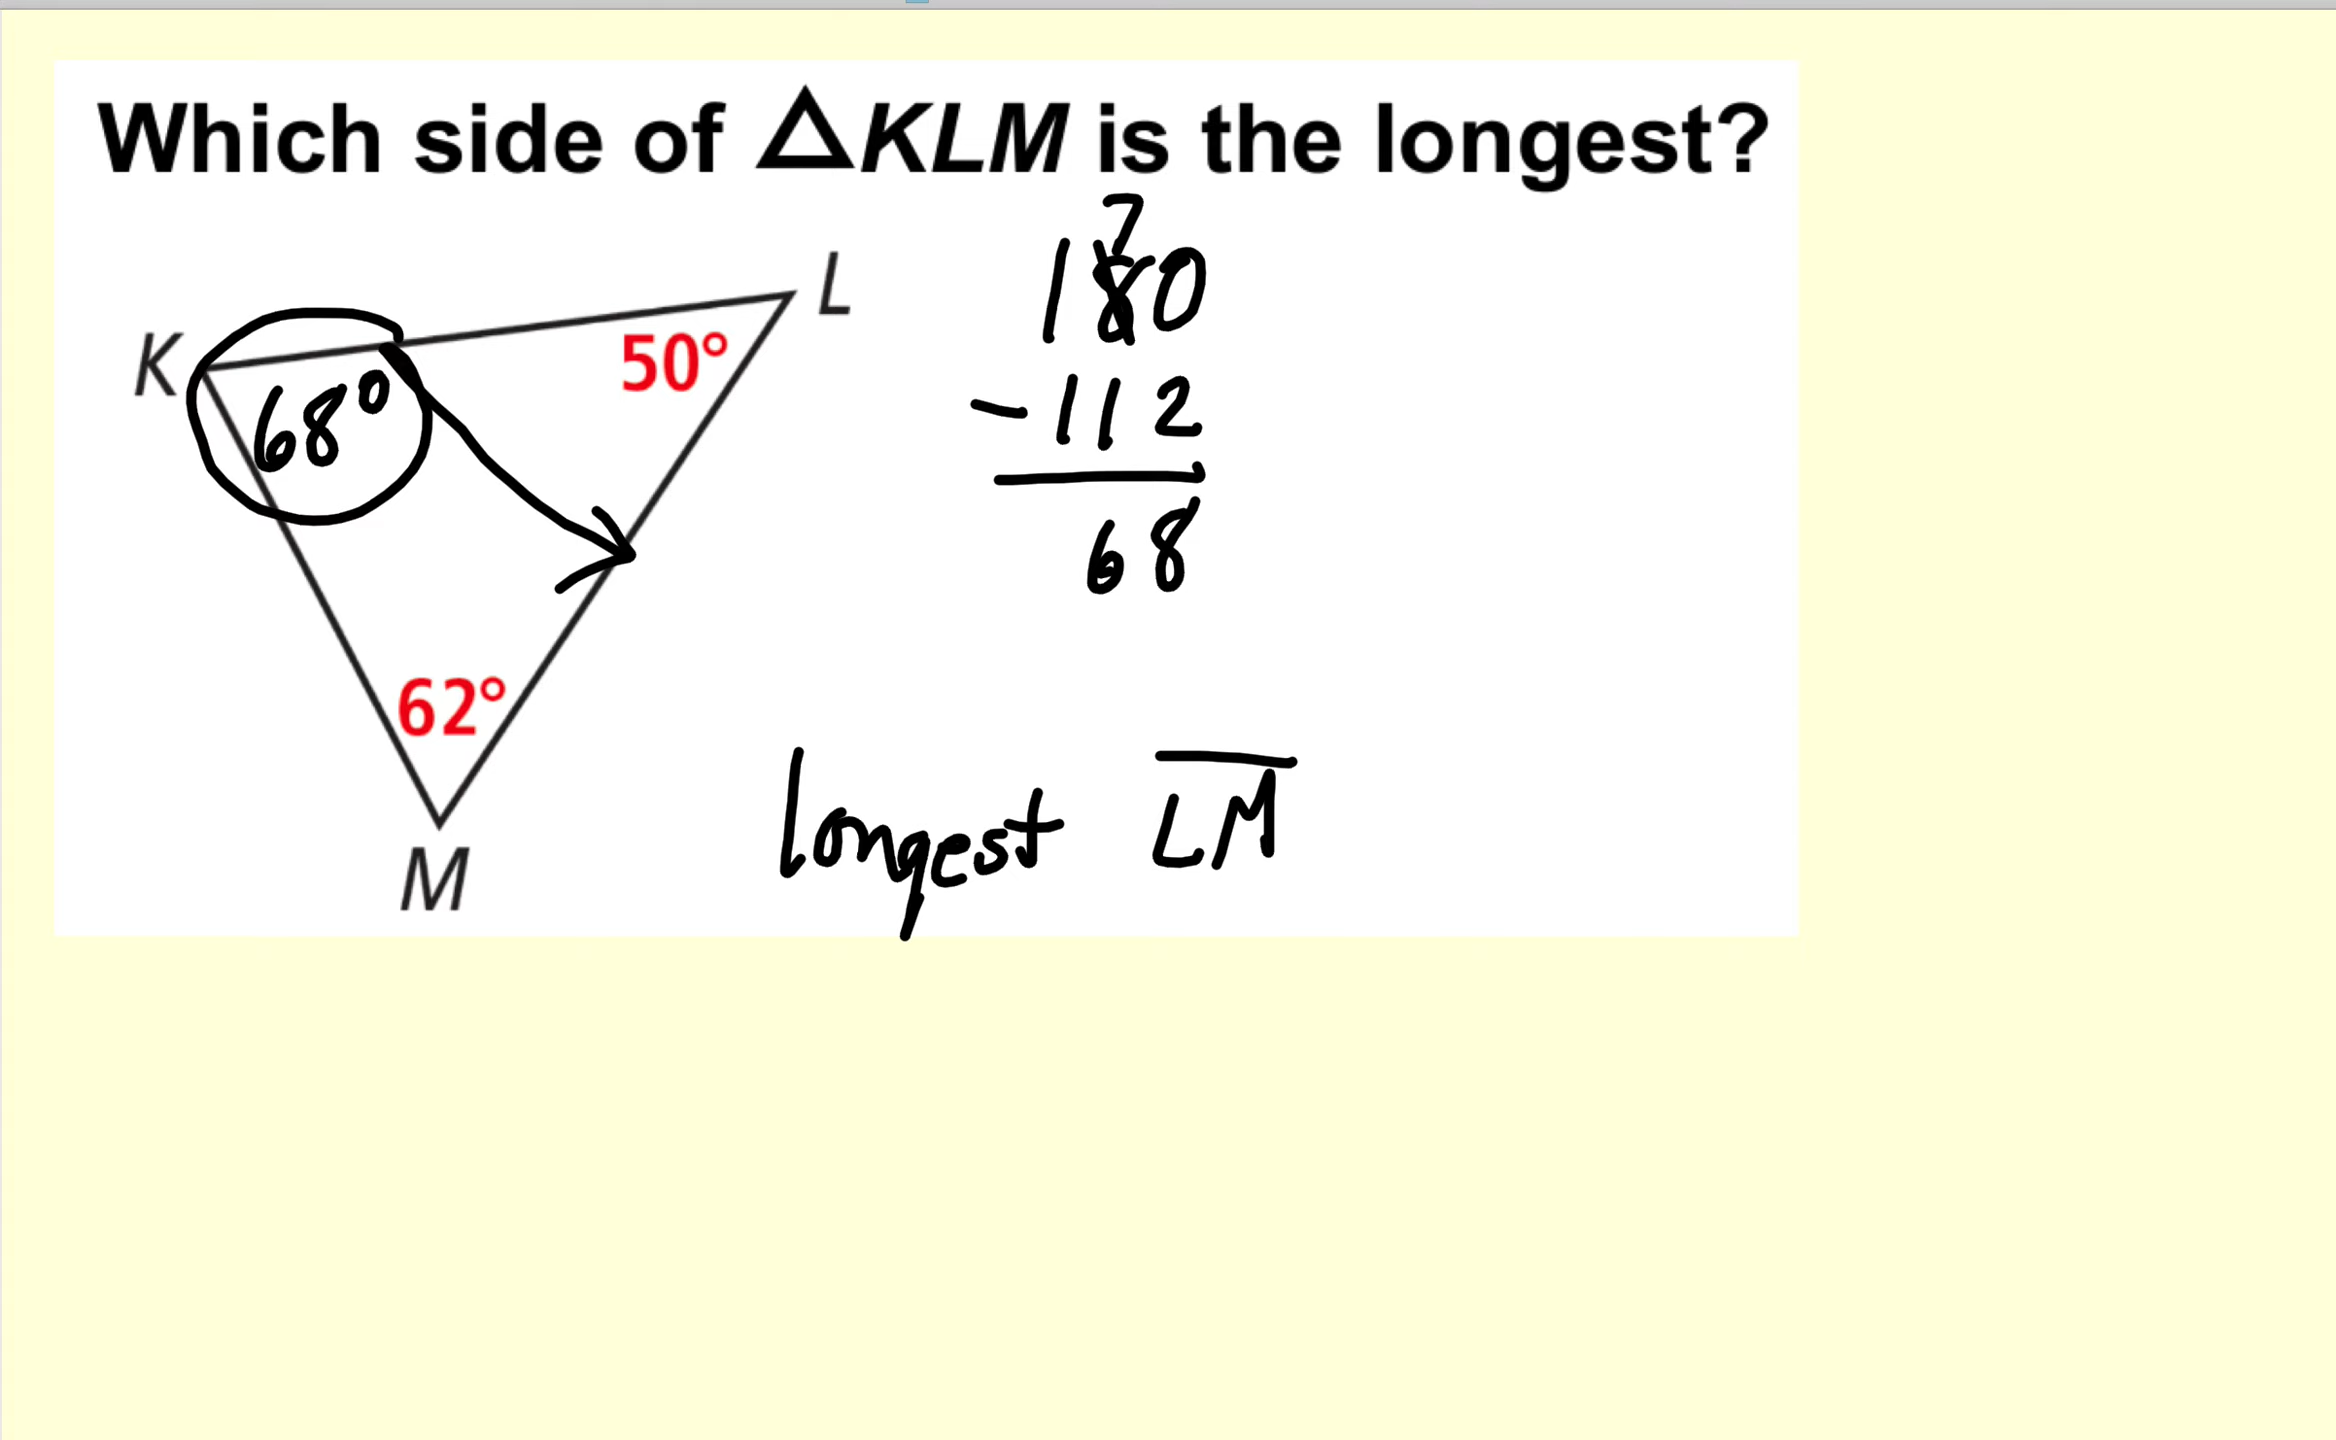 Which side of △KLM is the longest?
7
180
L
K
50°
68°
-112
68
62°
longest LM
M